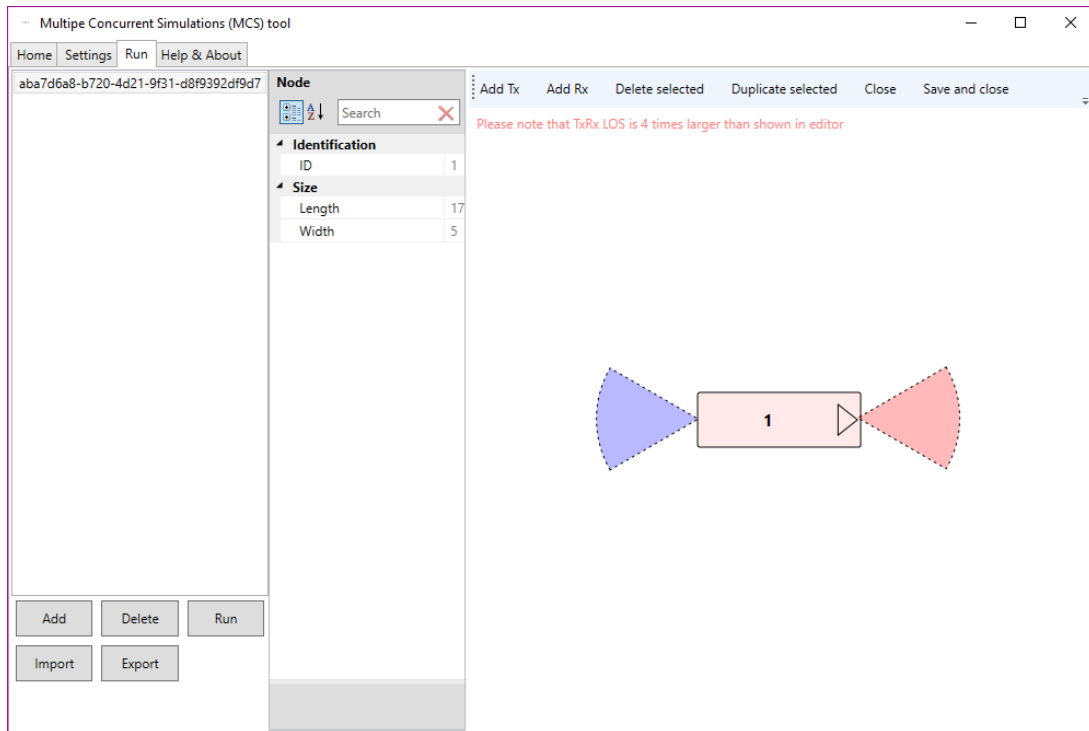 Multipe Concurrent Simulations (MCS) tool
Home Settings Run Help & About
aba7d6a8-b720-4d21-9f31-d8f9392df9d7
Node
Search
Identification
ID 1
Size
Length 17
Width 5
Add Tx Add Rx Delete selected Duplicate selected Close Save and close
Please note that TxRx LOS is 4 times larger than shown in editor
1
Add Delete Run
Import Export